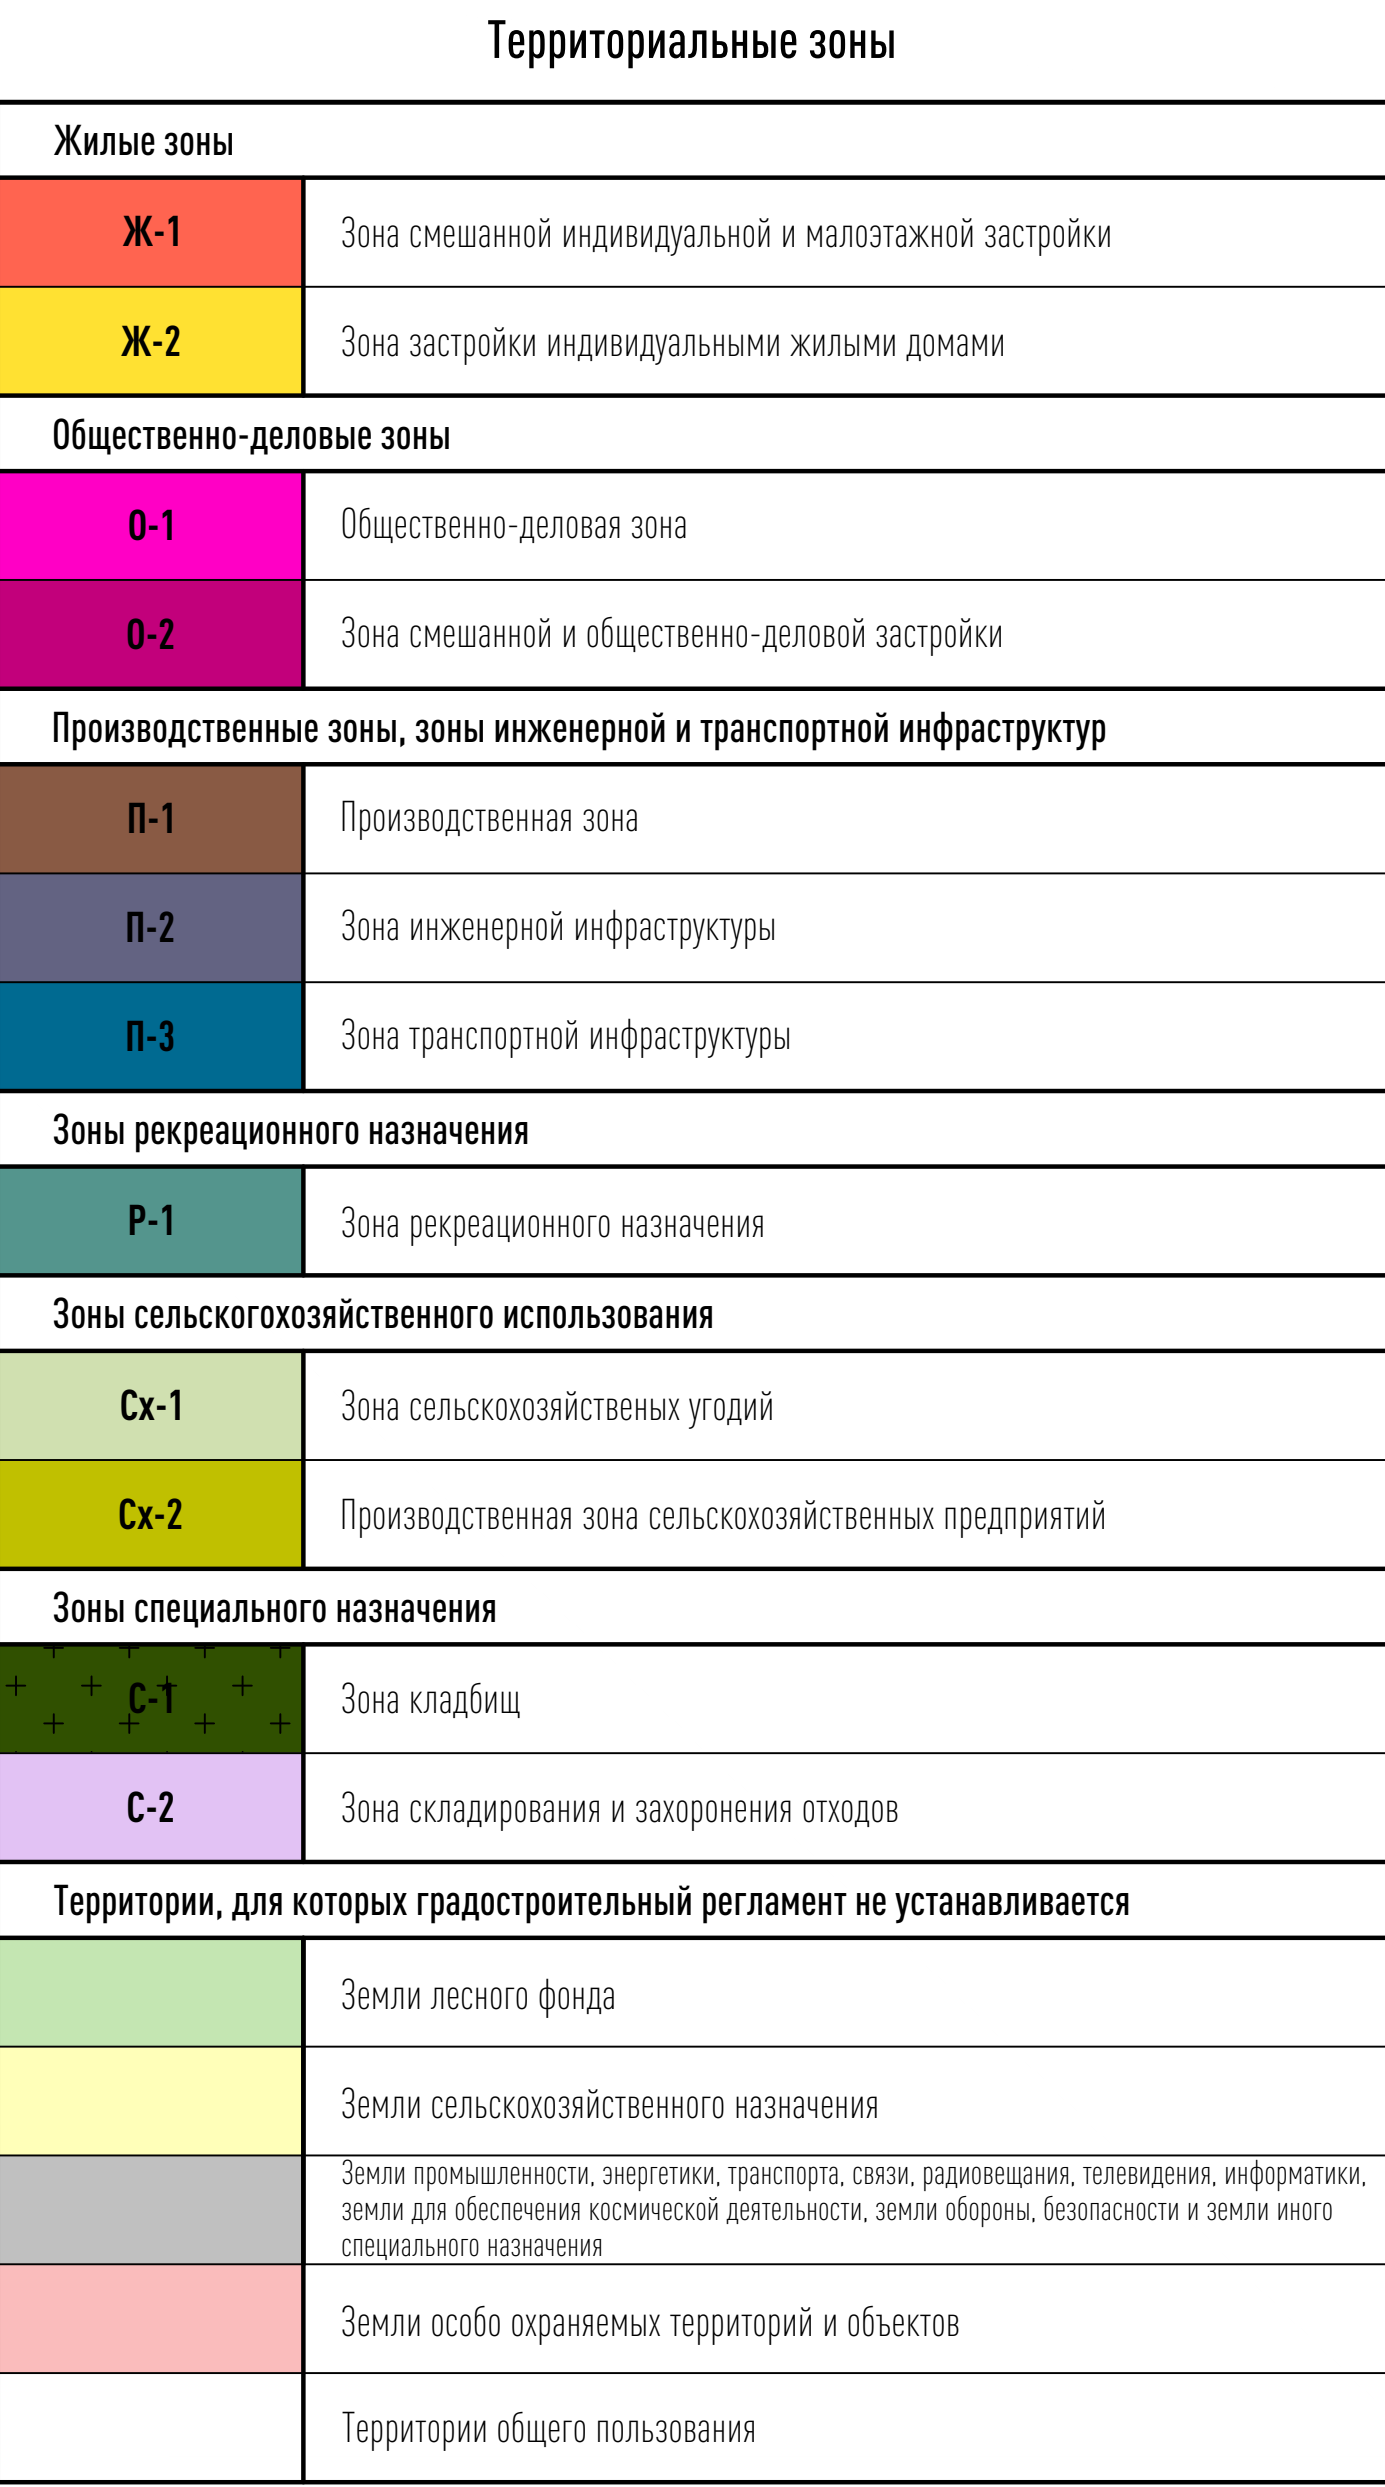 Территориальные зоны
Жилые зоны
Ж-1
Зона смешанной индивидуальной и малоэтажной застройки
Ж-2
Зона застройки индивидуальными жилыми домами
Общественно-деловые зоны
О-1
Общественно-деловая зона
О-2
Зона смешанной и общественно-деловой застройки
Производственные зоны, зоны инженерной и транспортной инфраструктур
П-1
Производственная зона
П-2
Зона инженерной инфраструктуры
П-3
Зона транспортной инфраструктуры
Зоны рекреационного назначения
Р-1
Зона рекреационного назначения
Зоны сельскогохозяйственного использования
Сх-1
Зона сельскохозяйственых угодий
Сх-2
Производственная зона сельскохозяйственных предприятий
Зоны специального назначения
С-1
Зона кладбищ
С-2
Зона складирования и захоронения отходов
Территории, для которых градостроительный регламент не устанавливается
Земли лесного фонда
Земли сельскохозяйственного назначения
Земли промышленности, энергетики, транспорта, связи, радиовещания, телевидения, информатики,
земли для обеспечения космической деятельности, земли обороны, безопасности и земли иного
специального назначения
Земли особо охраняемых территорий и объектов
Территории общего пользования